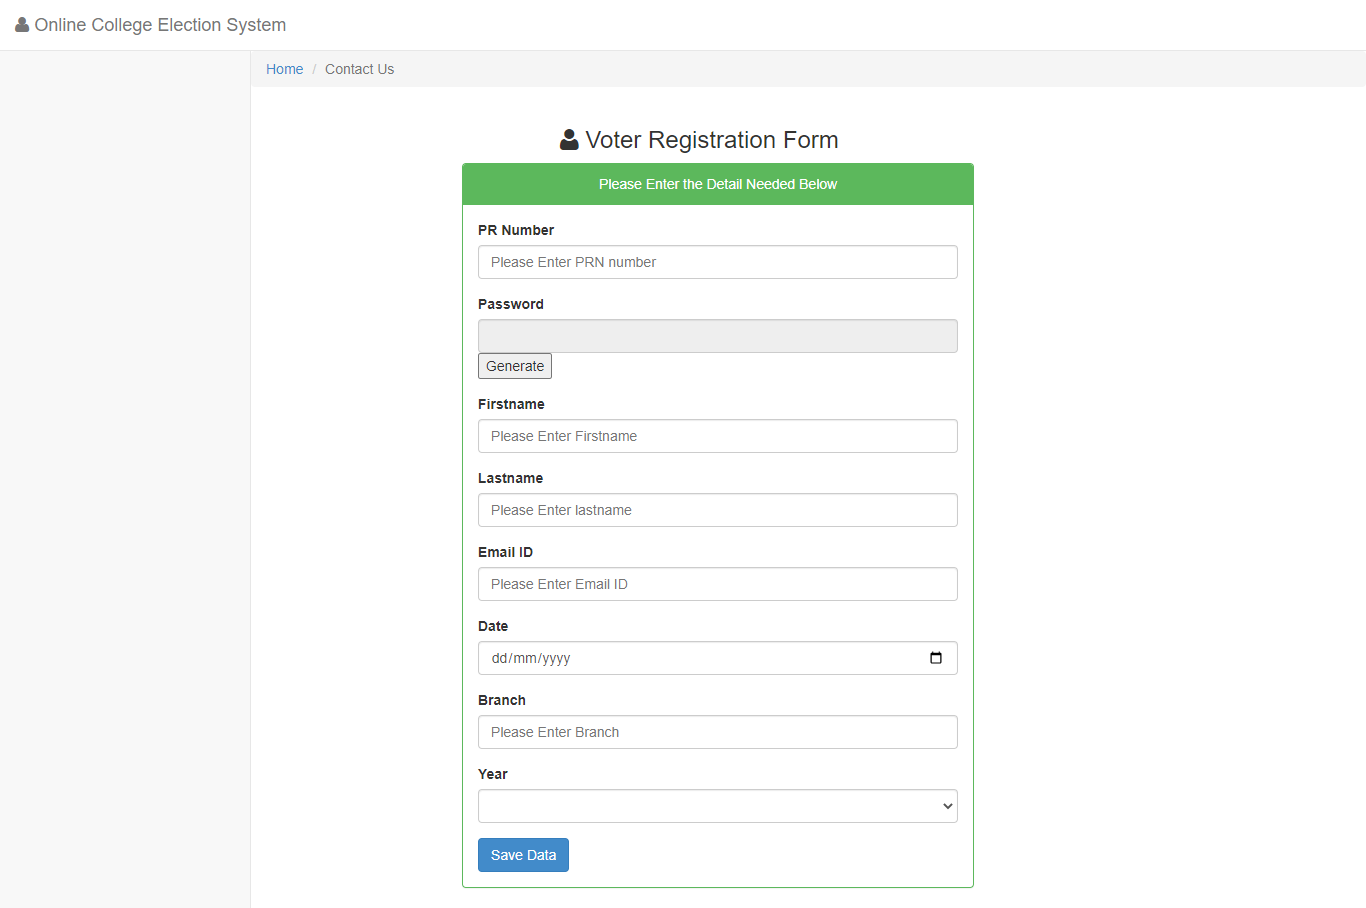 Online College Election System
Home / Contact Us
Voter Registration Form
Please Enter the Detail Needed Below
PR Number
Please Enter PRN number
Password
Generate
Firstname
Please Enter Firstname
Lastname
Please Enter lastname
Email ID
Please Enter Email ID
Date
dd/mm/yyyy
Branch
Please Enter Branch
Year
Save Data